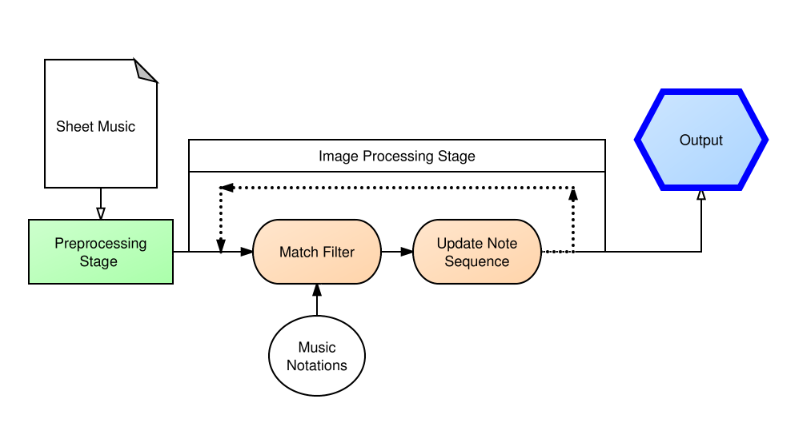 Sheet Music
Output
Image Processing Stage
Preprocessing
Stage
Match Filter
Update Note
Sequence
Music
Notations